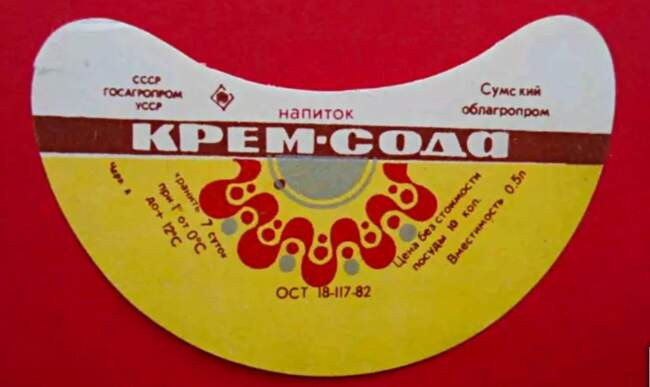 СССР
ГОСАГРОПРОМ
УССР
Сумский
облагропром
напиток
КРЕМ-СОДА
хранить 7 суток
при t° от 0°С
до + 12°С
Цена без стоимости
посуды 10 коп.
Вместимость 0,5л
ОСТ 18-117-82